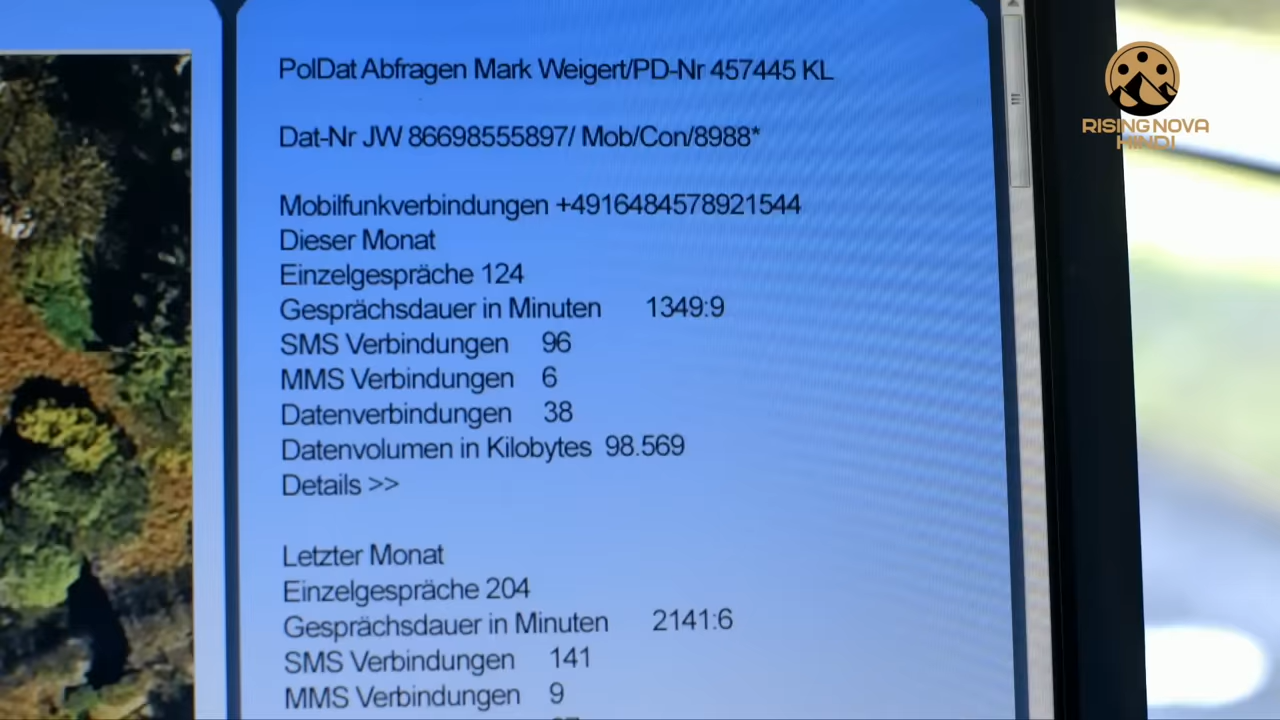 PolDat Abfragen Mark Weigert/PD-Nr 457445 KL
Dat-Nr JW 86698555897/ Mob/Con/8988*
Mobilfunkverbindungen +4916484578921544
Dieser Monat
Einzelgespräche 124
Gesprächsdauer in Minuten 1349:9
SMS Verbindungen 96
MMS Verbindungen 6
Datenverbindungen 38
Datenvolumen in Kilobytes 98.569
Details >>
Letzter Monat
Einzelgespräche 204
Gesprächsdauer in Minuten 2141:6
SMS Verbindungen 141
MMS Verbindungen 9
RISING NOVA
HINDI